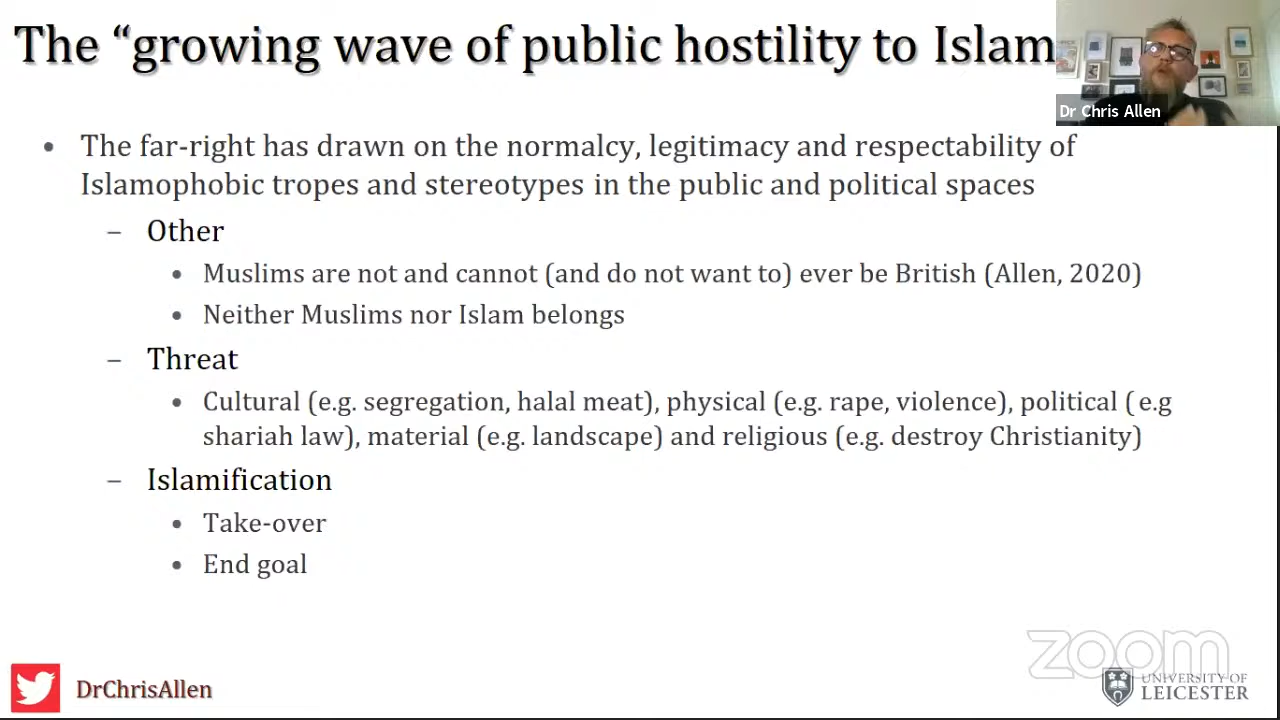 The “growing wave of public hostility to Islam
Dr Chris Allen
• The far-right has drawn on the normalcy, legitimacy and respectability of
Islamophobic tropes and stereotypes in the public and political spaces
– Other
• Muslims are not and cannot (and do not want to) ever be British (Allen, 2020)
• Neither Muslims nor Islam belongs
– Threat
• Cultural (e.g. segregation, halal meat), physical (e.g. rape, violence), political (e.g
shariah law), material (e.g. landscape) and religious (e.g. destroy Christianity)
– Islamification
• Take-over
• End goal
zoom
DrChrisAllen
UNIVERSITY OF
LEICESTER